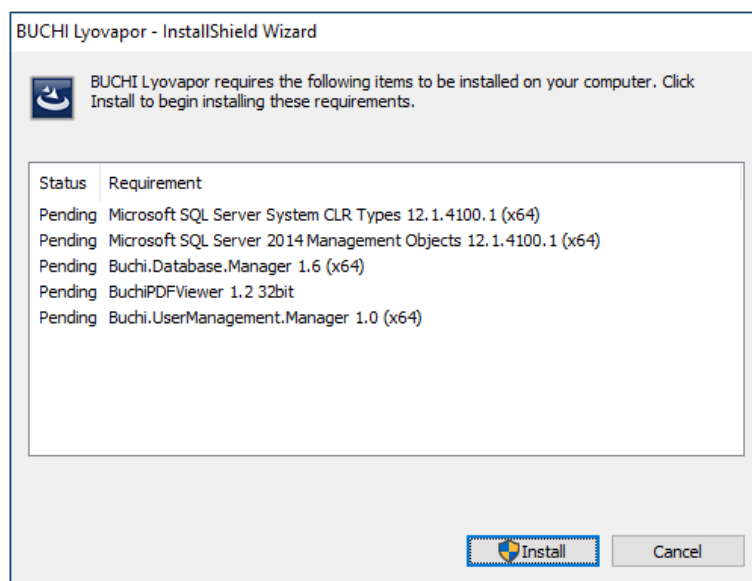 BUCHI Lyovapor - InstallShield Wizard
BUCHI Lyovapor requires the following items to be installed on your computer. Click
Install to begin installing these requirements.
Status Requirement
Pending Microsoft SQL Server System CLR Types 12.1.4100.1 (x64)
Pending Microsoft SQL Server 2014 Management Objects 12.1.4100.1 (x64)
Pending Buchi.Database.Manager 1.6 (x64)
Pending BuchiPDFViewer 1.2 32bit
Pending Buchi.UserManagement.Manager 1.0 (x64)
Install Cancel